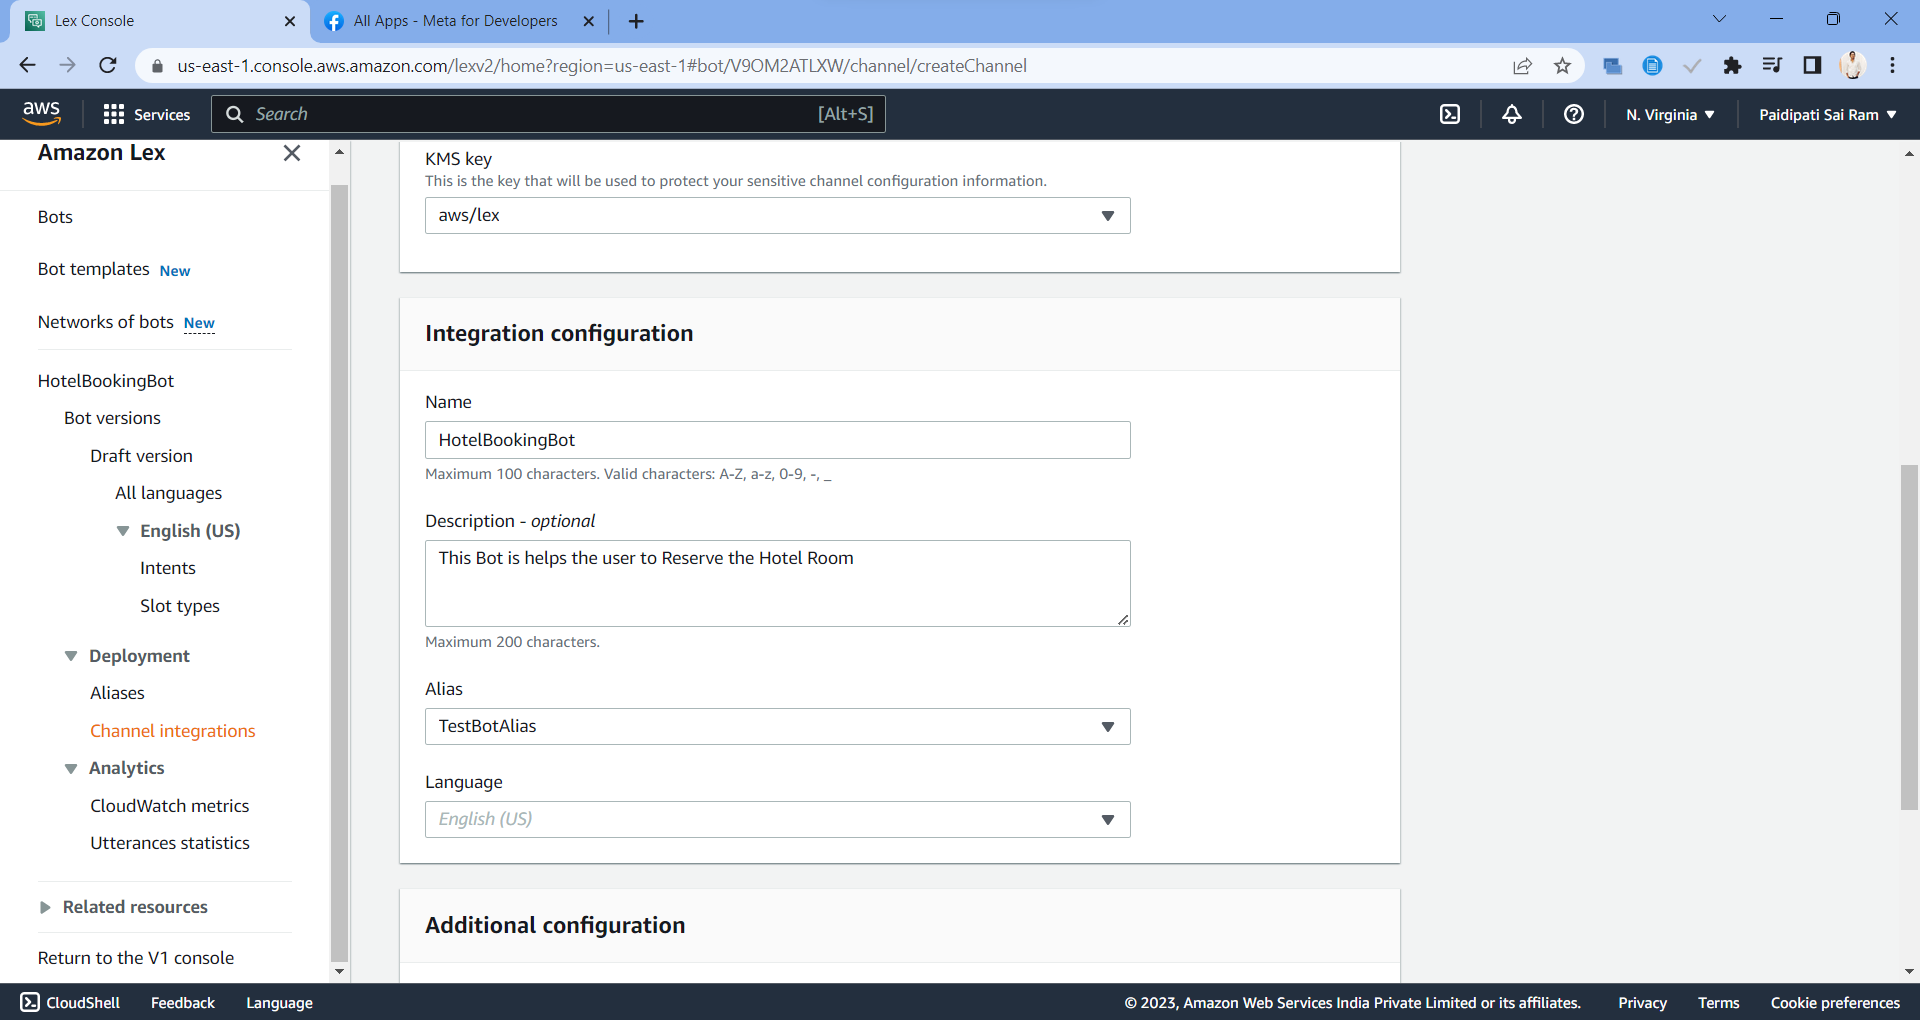 Lex Console
All Apps - Meta for Developers
us-east-1.console.aws.amazon.com/lexv2/home?region=us-east-1#bot/V9OM2ATLXW/channel/createChannel
aws
Services
Search
[Alt+S]
N. Virginia
Paidipati Sai Ram
Amazon Lex
Bots
Bot templates New
Networks of bots New
HotelBookingBot
Bot versions
Draft version
All languages
English (US)
Intents
Slot types
Deployment
Aliases
Channel integrations
Analytics
CloudWatch metrics
Utterances statistics
Related resources
Return to the V1 console
KMS key
This is the key that will be used to protect your sensitive channel configuration information.
aws/lex
Integration configuration
Name
HotelBookingBot
Maximum 100 characters. Valid characters: A-Z, a-z, 0-9, -, _
Description - optional
This Bot is helps the user to Reserve the Hotel Room
Maximum 200 characters.
Alias
TestBotAlias
Language
English (US)
Additional configuration
CloudShell
Feedback
Language
© 2023, Amazon Web Services India Private Limited or its affiliates.
Privacy
Terms
Cookie preferences